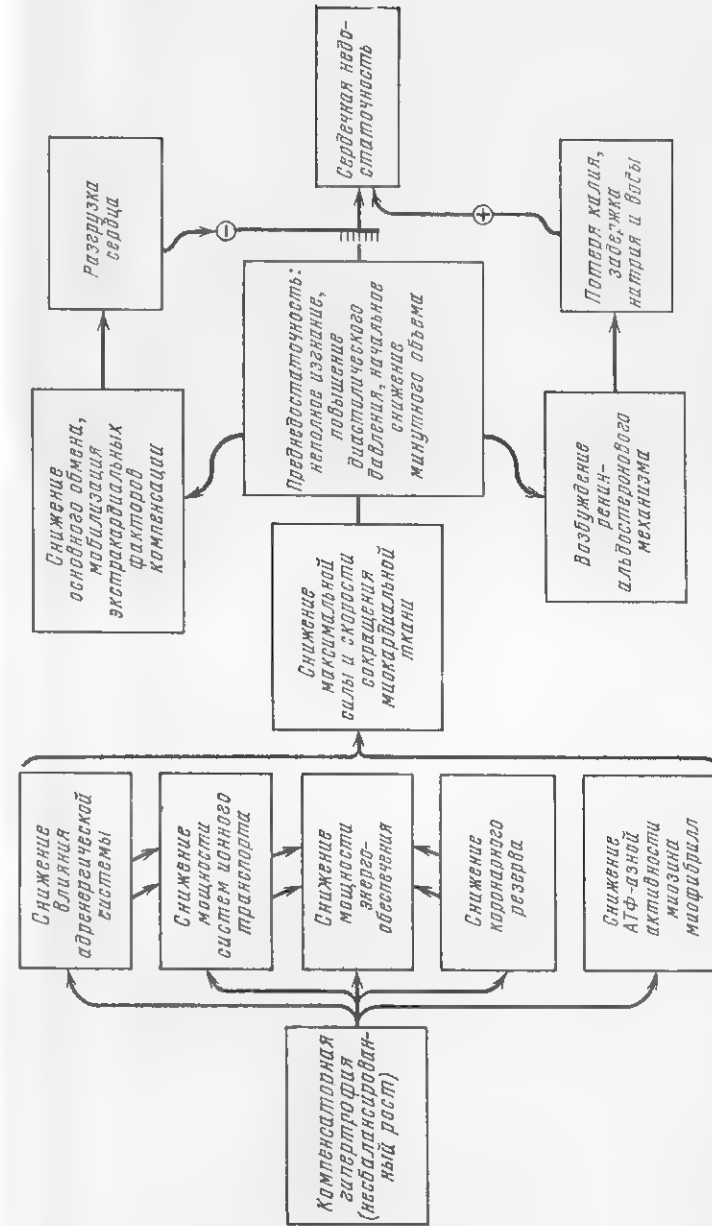 Компенсаторная
гипертрофия
(несбалансирован-
ный рост)
Снижение
влияния
адренергической
системы
Снижение
мощности
систем ионного
транспорта
Снижение
мощности
энерго-
обеспечения
Снижение
коронарного
резерва
Снижение
АТФ-азной
активности
миозина
миофибрилл
Снижение
максимальной
силы и скорости
сокращения
миокардиальной
ткани
Снижение
основного обмена,
мобилизация
экстракардиальных
факторов
компенсации
Преднедостаточность:
неполное изгнание,
повышение
диастолического
давления, начальное
снижение
минутного объема
Возбуждение
ренин-
альдостеронового
механизма
Разгрузка
сердца
−
Сердечная недо-
статочность
+
Потеря калия,
задержка
натрия и воды